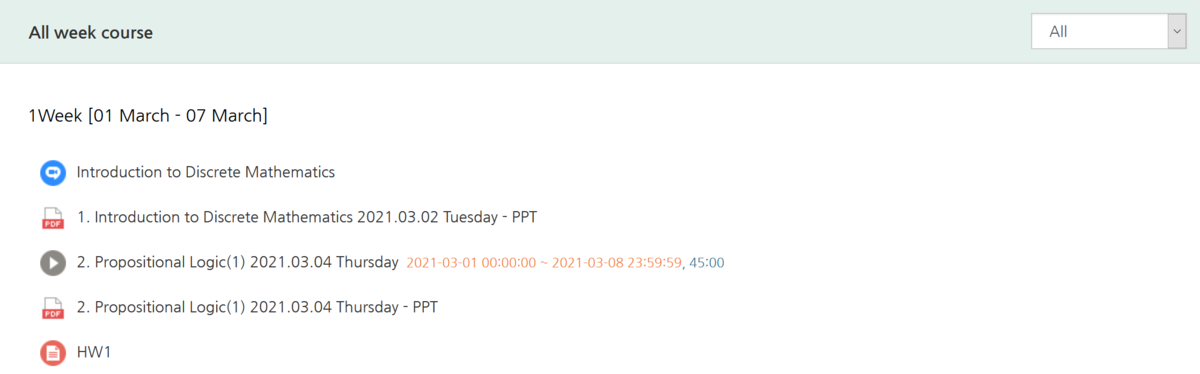 All week course
All
1Week [01 March - 07 March]
Introduction to Discrete Mathematics
PDF
1. Introduction to Discrete Mathematics 2021.03.02 Tuesday - PPT
2. Propositional Logic(1) 2021.03.04 Thursday 2021-03-01 00:00:00 ~ 2021-03-08 23:59:59, 45:00
PDF
2. Propositional Logic(1) 2021.03.04 Thursday - PPT
HW1